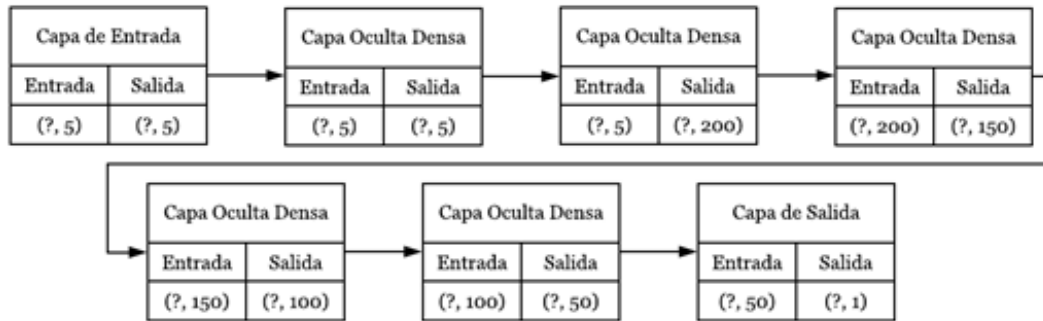 Capa de Entrada
Entrada Salida
(?, 5) (?, 5)
Capa Oculta Densa
Entrada Salida
(?, 5) (?, 5)
Capa Oculta Densa
Entrada Salida
(?, 5) (?, 200)
Capa Oculta Densa
Entrada Salida
(?, 200) (?, 150)
Capa Oculta Densa
Entrada Salida
(?, 150) (?, 100)
Capa Oculta Densa
Entrada Salida
(?, 100) (?, 50)
Capa de Salida
Entrada Salida
(?, 50) (?, 1)